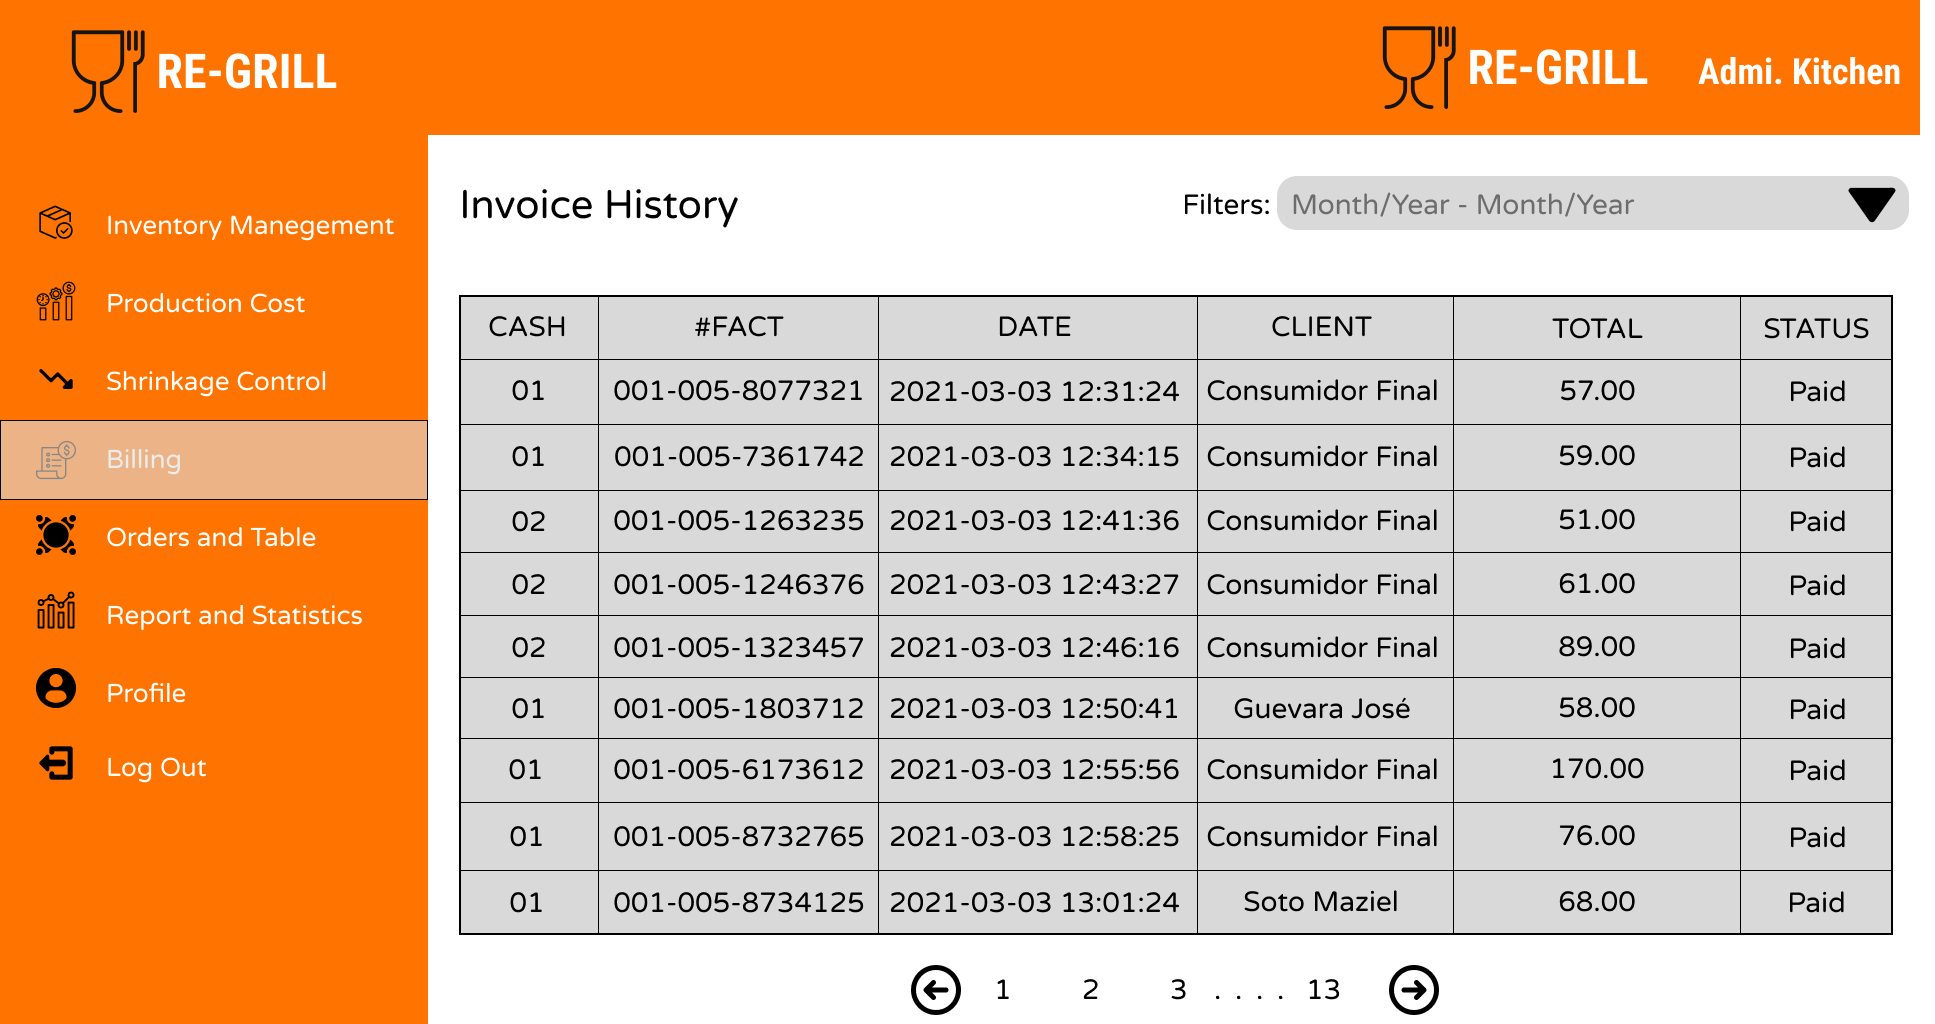 RE-GRILL
RE-GRILL Admi. Kitchen
Inventory Manegement
Production Cost
Shrinkage Control
Billing
Orders and Table
Report and Statistics
Profile
Log Out
Invoice History
Filters: Month/Year - Month/Year
CASH #FACT DATE CLIENT TOTAL STATUS
01 001-005-8077321 2021-03-03 12:31:24 Consumidor Final 57.00 Paid
01 001-005-7361742 2021-03-03 12:34:15 Consumidor Final 59.00 Paid
02 001-005-1263235 2021-03-03 12:41:36 Consumidor Final 51.00 Paid
02 001-005-1246376 2021-03-03 12:43:27 Consumidor Final 61.00 Paid
02 001-005-1323457 2021-03-03 12:46:16 Consumidor Final 89.00 Paid
01 001-005-1803712 2021-03-03 12:50:41 Guevara José 58.00 Paid
01 001-005-6173612 2021-03-03 12:55:56 Consumidor Final 170.00 Paid
01 001-005-8732765 2021-03-03 12:58:25 Consumidor Final 76.00 Paid
01 001-005-8734125 2021-03-03 13:01:24 Soto Maziel 68.00 Paid
1 2 3 . . . . 13